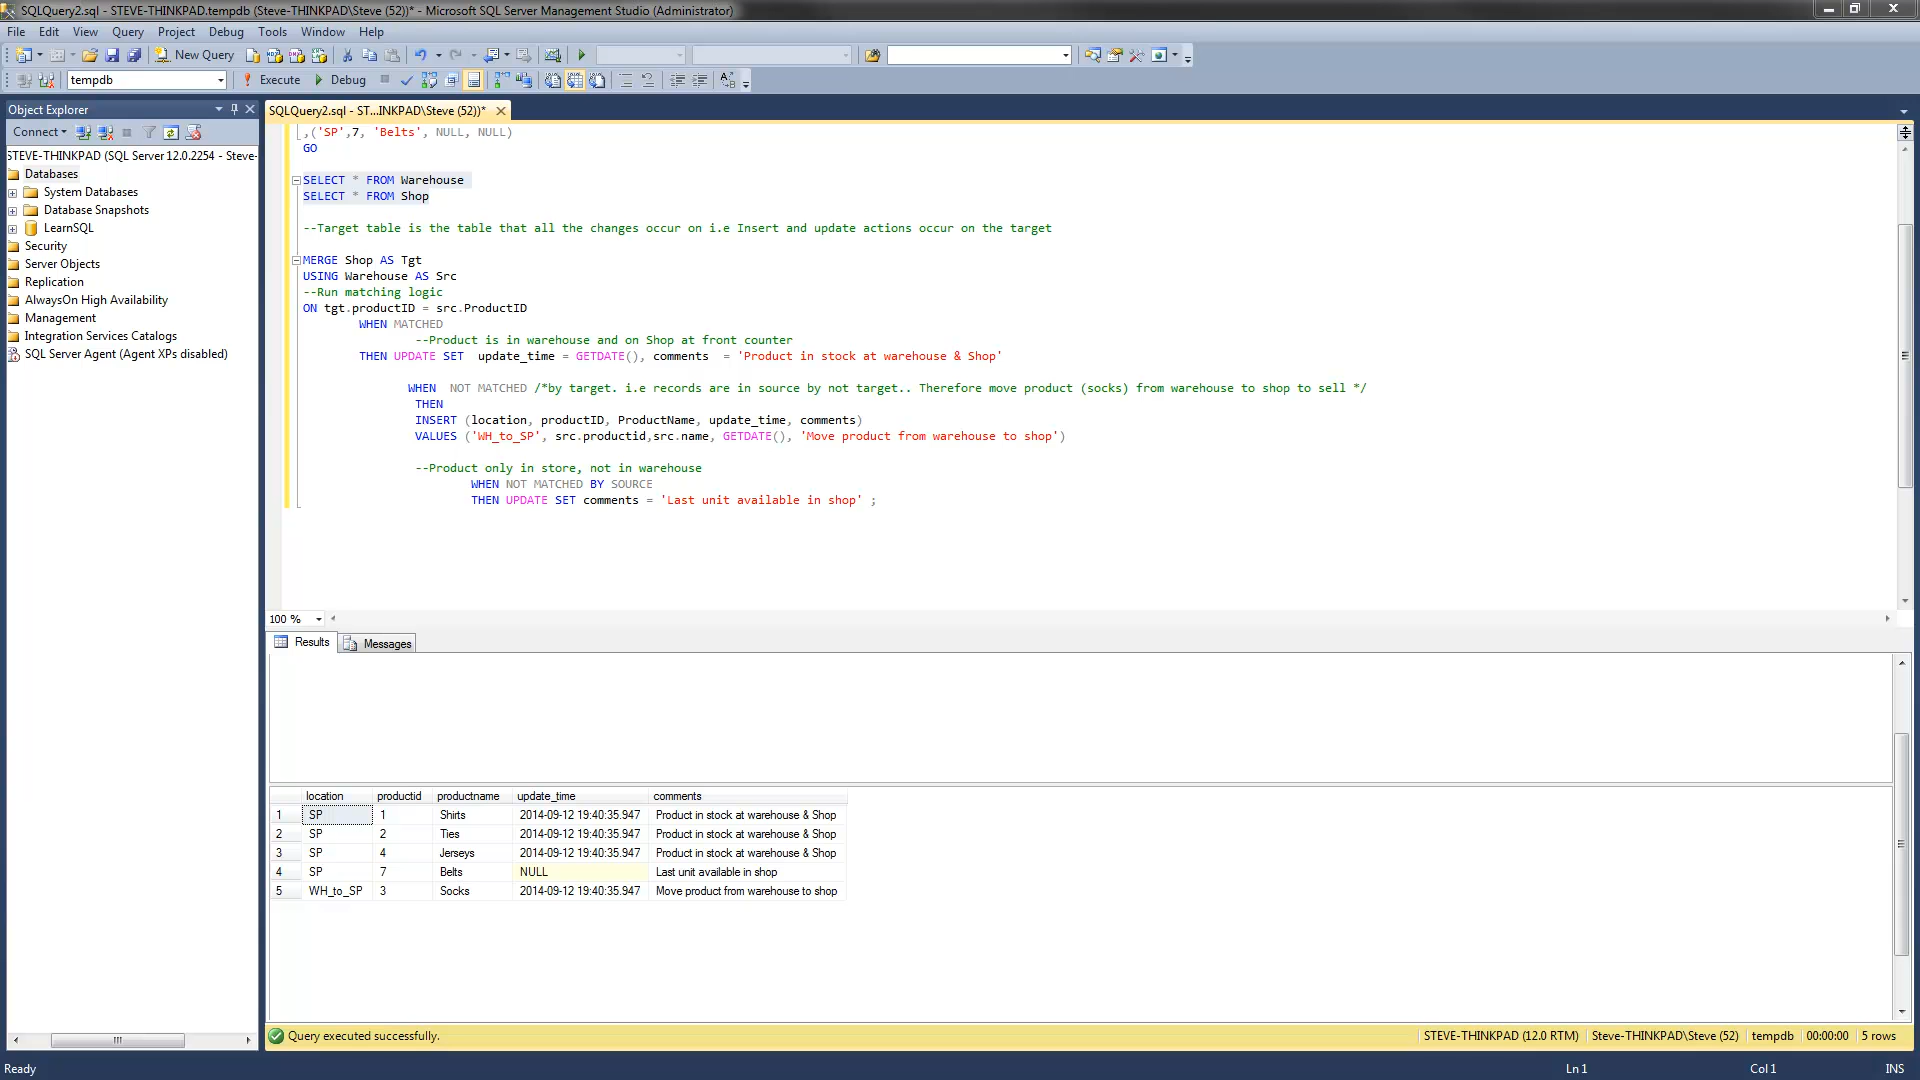 SQLQuery2.sql - STEVE-THINKPAD.tempdb (Steve-THINKPAD\Steve (52))* - Microsoft SQL Server Management Studio (Administrator)
File Edit View Query Project Debug Tools Window Help
New Query
tempdb Execute Debug
Object Explorer
SQLQuery2.sql - ST...INKPAD\Steve (52))*
Connect
STEVE-THINKPAD (SQL Server 12.0.2254 - Steve-
Databases
System Databases
Database Snapshots
LearnSQL
Security
Server Objects
Replication
AlwaysOn High Availability
Management
Integration Services Catalogs
SQL Server Agent (Agent XPs disabled)
,('SP',7, 'Belts', NULL, NULL)
GO
SELECT * FROM Warehouse
SELECT * FROM Shop
--Target table is the table that all the changes occur on i.e Insert and update actions occur on the target
MERGE Shop AS Tgt
USING Warehouse AS Src
--Run matching logic
ON tgt.productID = src.ProductID
WHEN MATCHED
--Product is in warehouse and on Shop at front counter
THEN UPDATE SET update_time = GETDATE(), comments = 'Product in stock at warehouse & Shop'
WHEN NOT MATCHED /*by target. i.e records are in source by not target.. Therefore move product (socks) from warehouse to shop to sell */
THEN
INSERT (location, productID, ProductName, update_time, comments)
VALUES ('WH_to_SP', src.productid,src.name, GETDATE(), 'Move product from warehouse to shop')
--Product only in store, not in warehouse
WHEN NOT MATCHED BY SOURCE
THEN UPDATE SET comments = 'Last unit available in shop' ;
100 %
Results Messages
location productid productname update_time comments
1 SP 1 Shirts 2014-09-12 19:40:35.947 Product in stock at warehouse & Shop
2 SP 2 Ties 2014-09-12 19:40:35.947 Product in stock at warehouse & Shop
3 SP 4 Jerseys 2014-09-12 19:40:35.947 Product in stock at warehouse & Shop
4 SP 7 Belts NULL Last unit available in shop
5 WH_to_SP 3 Socks 2014-09-12 19:40:35.947 Move product from warehouse to shop
Query executed successfully. STEVE-THINKPAD (12.0 RTM) Steve-THINKPAD\Steve (52) tempdb 00:00:00 5 rows
Ready Ln 1 Col 1 INS